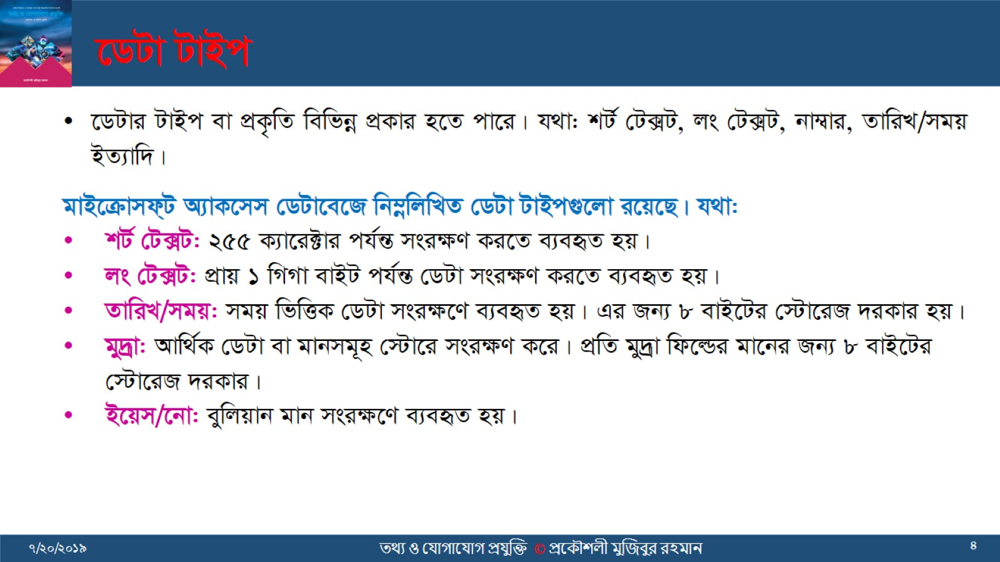 তথ্য ও যোগাযোগ প্রযুক্তি
ডেটা টাইপ
• ডেটার টাইপ বা প্রকৃতি বিভিন্ন প্রকার হতে পারে। যথা: শর্ট টেক্সট, লং টেক্সট, নাম্বার, তারিখ/সময়
ইত্যাদি।
মাইক্রোসফ্‌ট অ্যাকসেস ডেটাবেজে নিম্নলিখিত ডেটা টাইপগুলো রয়েছে। যথা:
• শর্ট টেক্সট: ২৫৫ ক্যারেক্টার পর্যন্ত সংরক্ষণ করতে ব্যবহৃত হয়।
• লং টেক্সট: প্রায় ১ গিগা বাইট পর্যন্ত ডেটা সংরক্ষণ করতে ব্যবহৃত হয়।
• তারিখ/সময়: সময় ভিত্তিক ডেটা সংরক্ষণে ব্যবহৃত হয়। এর জন্য ৮ বাইটের স্টোরেজ দরকার হয়।
• মুদ্রা: আর্থিক ডেটা বা মানসমূহ স্টোরে সংরক্ষণ করে। প্রতি মুদ্রা ফিল্ডের মানের জন্য ৮ বাইটের
স্টোরেজ দরকার।
• ইয়েস/নো: বুলিয়ান মান সংরক্ষণে ব্যবহৃত হয়।
৭/২০/২০১৯
তথ্য ও যোগাযোগ প্রযুক্তি © প্রকৌশলী মুজিবুর রহমান
৪